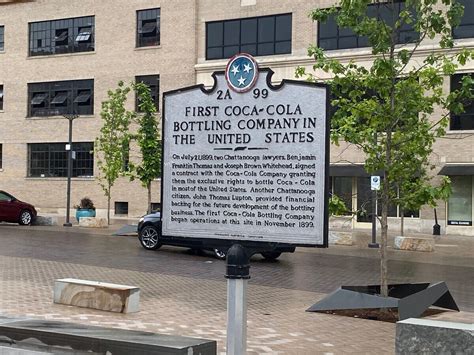 2A 99
FIRST COCA-COLA
BOTTLING COMPANY IN
THE UNITED STATES
On July 21, 1899, two Chattanooga lawyers, Benjamin
Franklin Thomas and Joseph Brown Whitehead, signed
a contract with the Coca-Cola Company granting
them the exclusive rights to bottle Coca-Cola
in most of the United States. Another Chattanooga
citizen, John Thomas Lupton, provided financial
backing for the future development of the bottling
business. The first Coca-Cola Bottling Company
began operations at this site in November 1899.